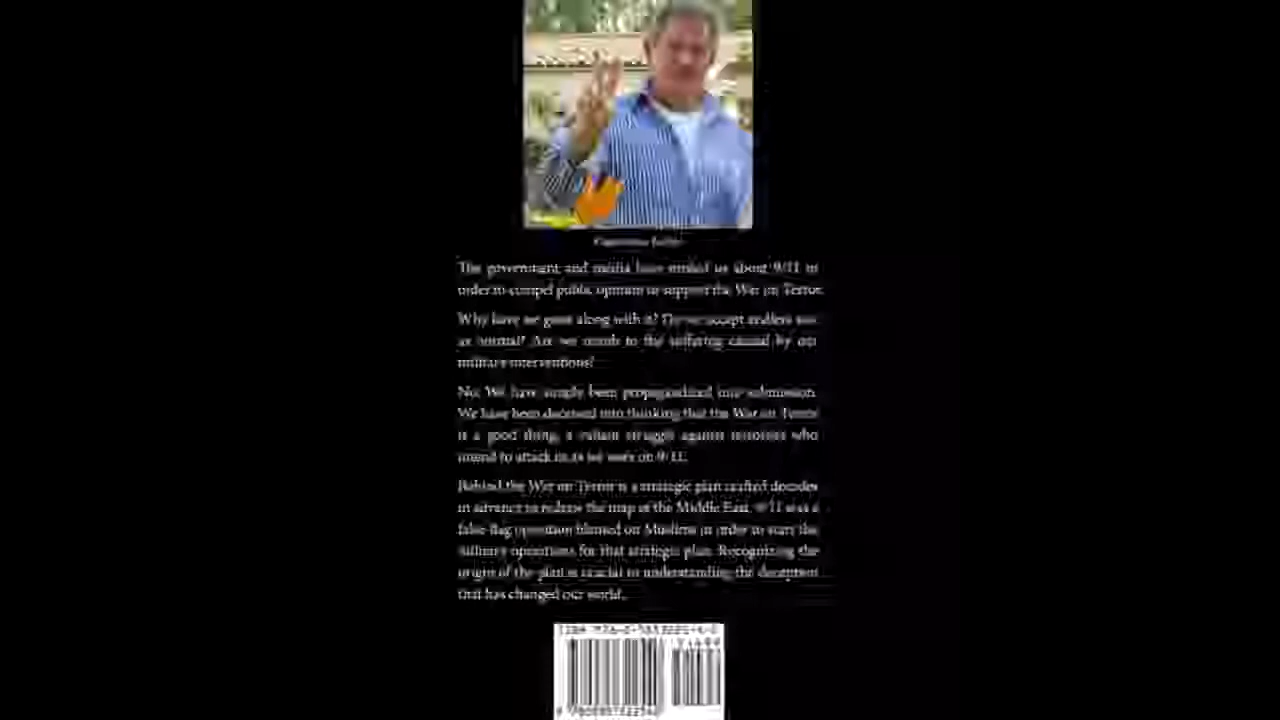 The government and media have misled us about 9/11 in
order to compel public opinion to support the War on Terror.
Why have we gone along with it? Do we accept endless war
as normal? Are we numb to the suffering caused by our
military interventions?
No. We have simply been propagandized into submission.
We have been deceived into thinking that the War on Terror
is a good thing, a valiant struggle against terrorists who
intend to attack us as we were on 9/11.
Behind the War on Terror is a strategic plan crafted decades
in advance to redraw the map of the Middle East. 9/11 was a
false-flag operation blamed on Muslims in order to start the
military operations for that strategic plan. Recognizing the
origin of the plan is crucial to understanding the deception
that has changed our world.
ISBN